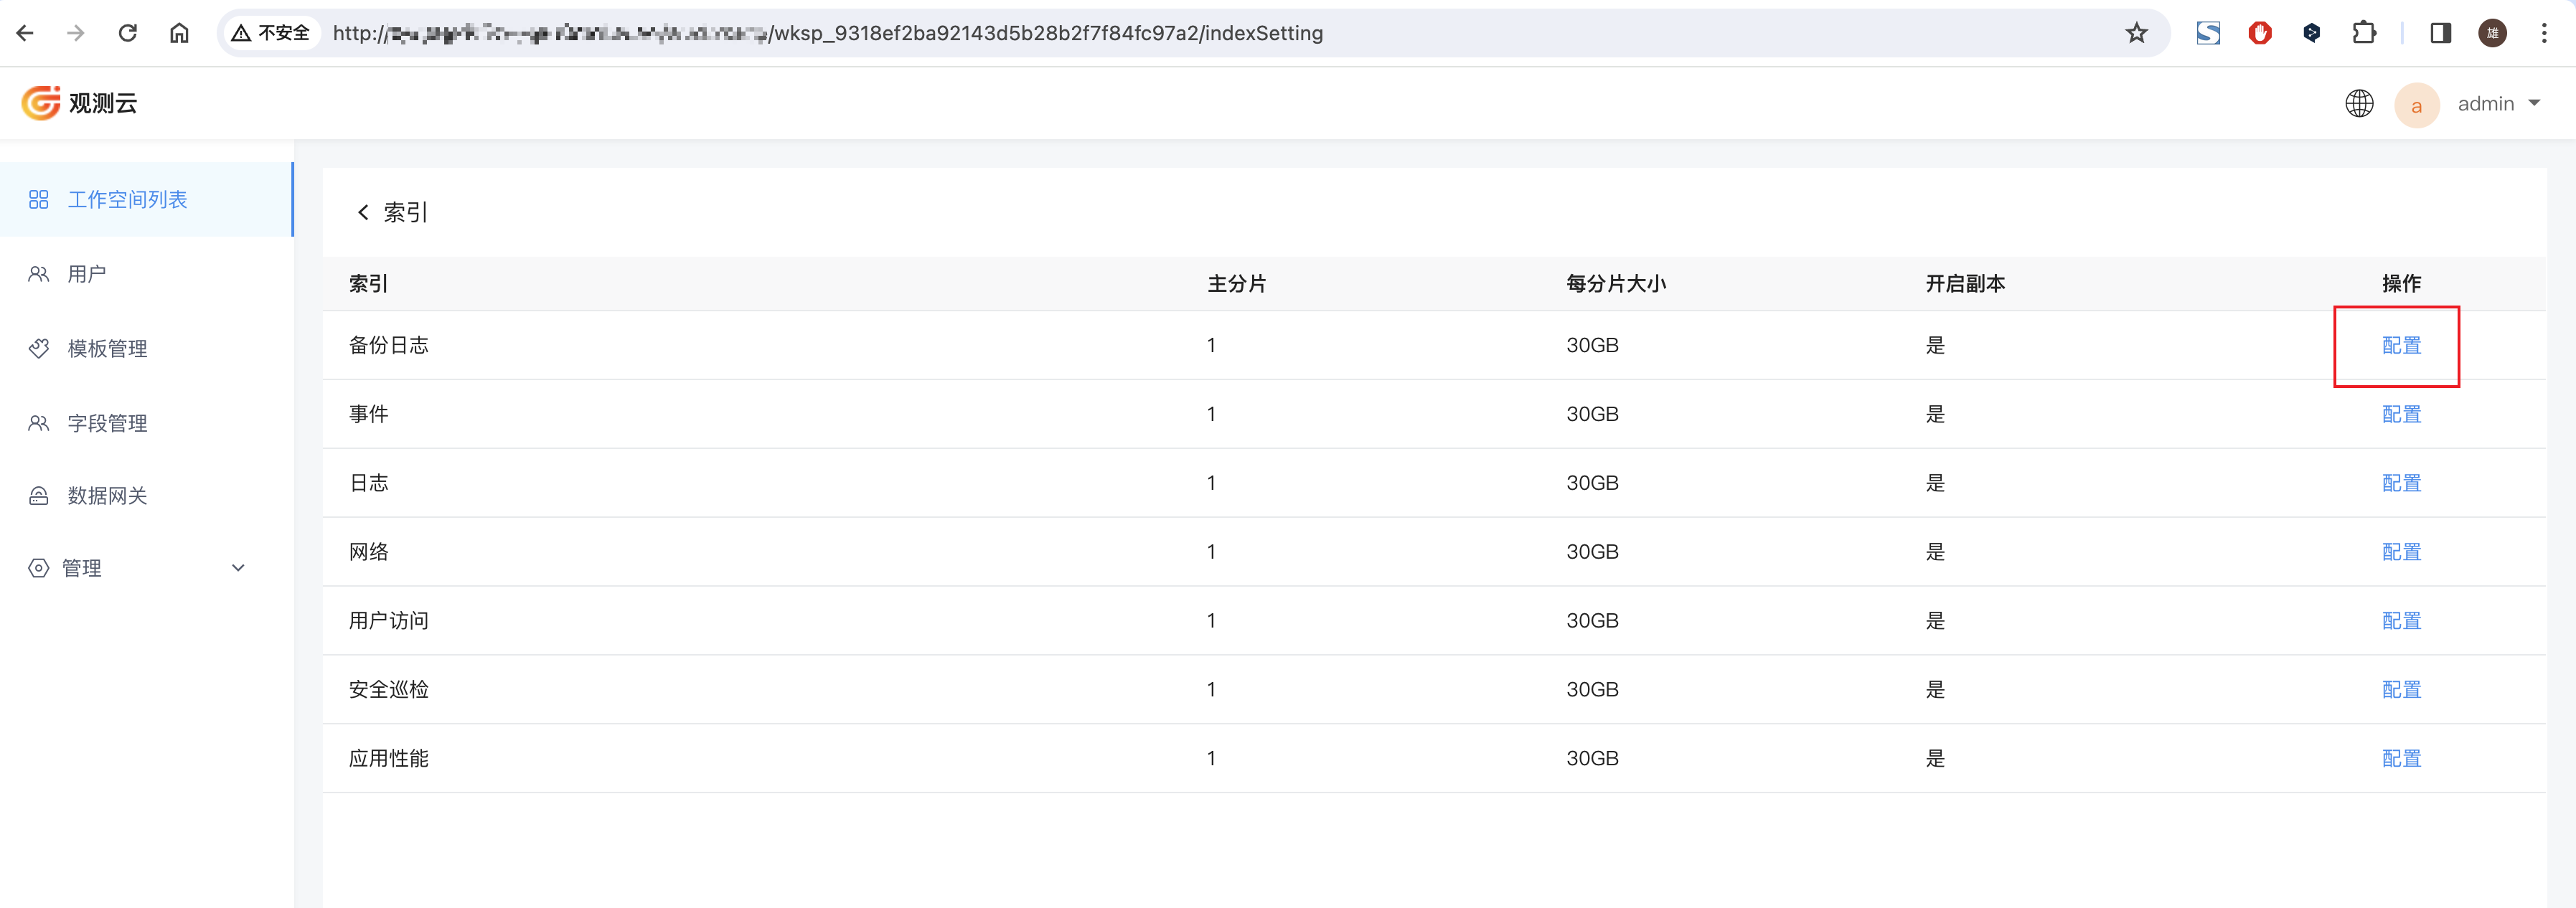 不安全 http:// /wksp_9318ef2ba92143d5b28b2f7f84fc97a2/indexSetting 雄
观测云 a admin
工作空间列表
用户
模板管理
字段管理
数据网关
管理
索引
索引 主分片 每分片大小 开启副本 操作
备份日志 1 30GB 是 配置
事件 1 30GB 是 配置
日志 1 30GB 是 配置
网络 1 30GB 是 配置
用户访问 1 30GB 是 配置
安全巡检 1 30GB 是 配置
应用性能 1 30GB 是 配置